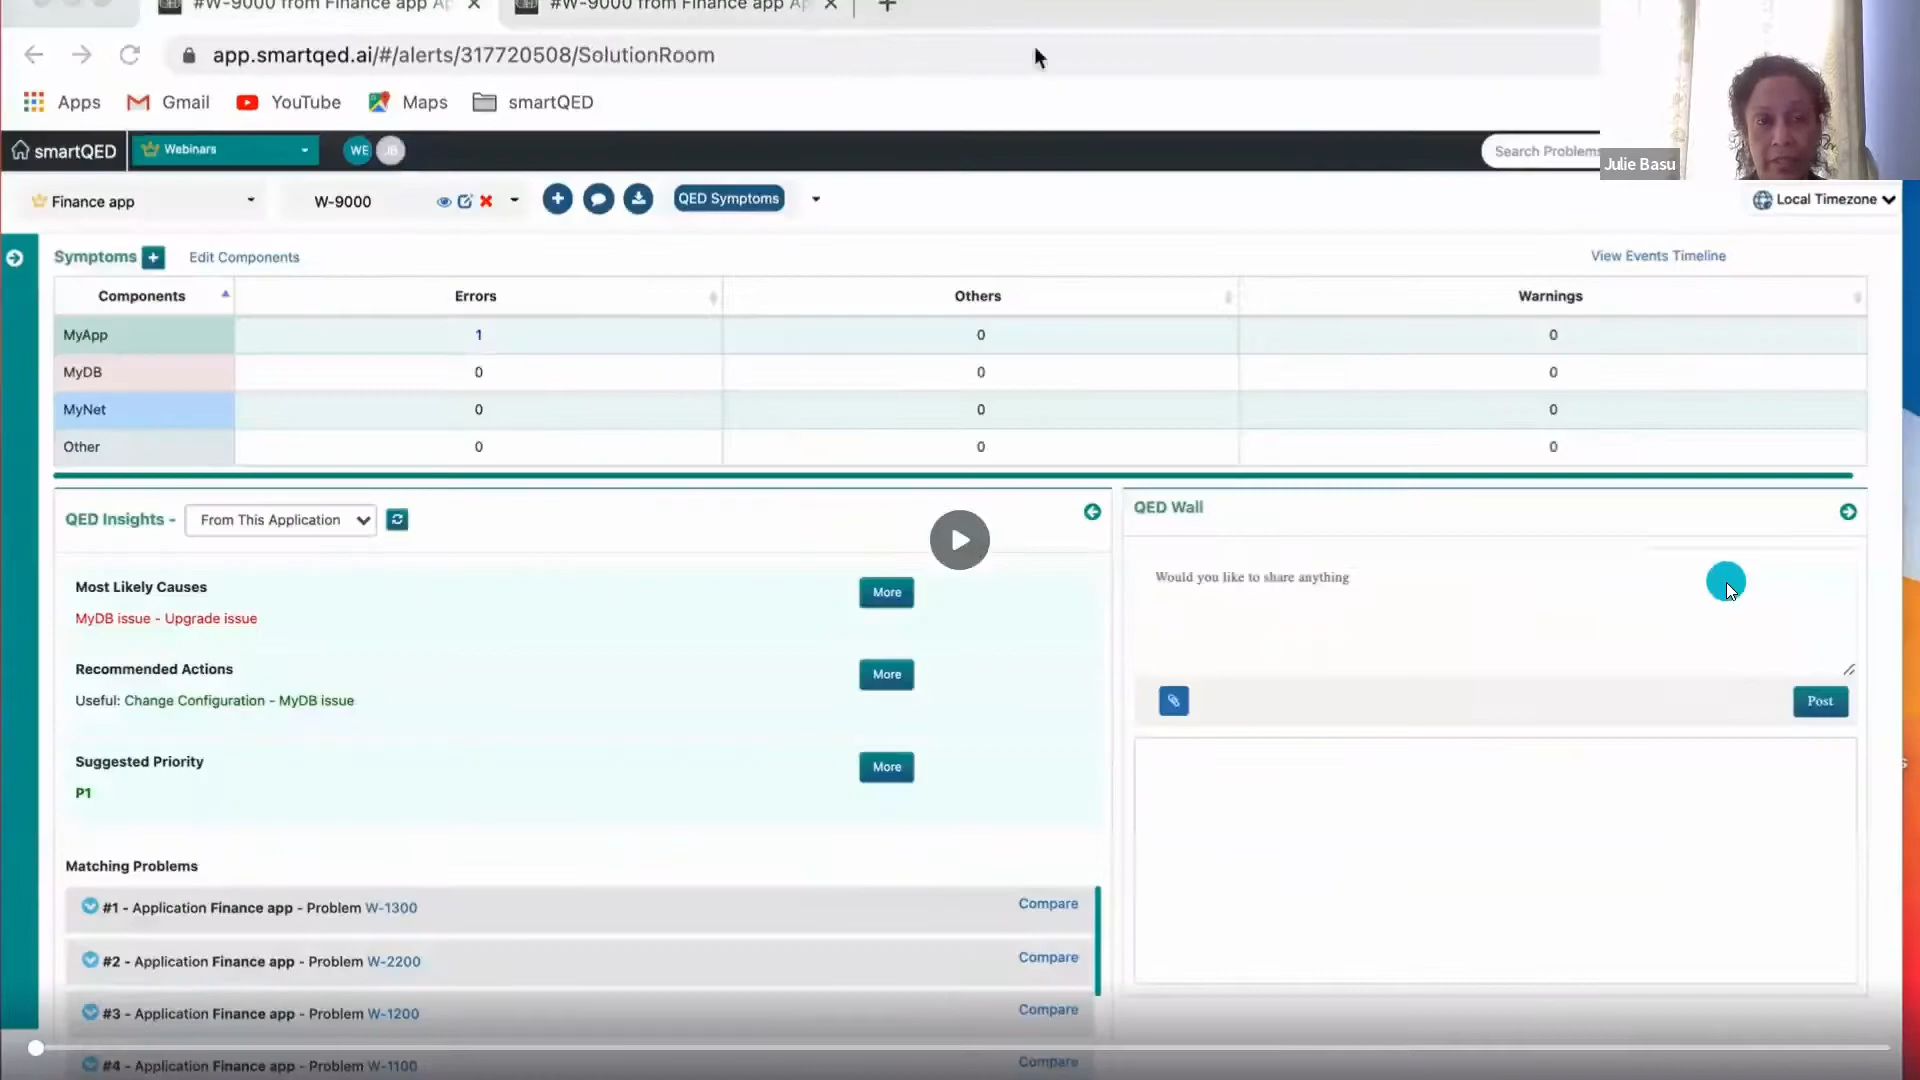 #W-9000 from Finance app Ap
#W-9000 from Finance app Ap
app.smartqed.ai/#/alerts/317720508/SolutionRoom
Apps Gmail YouTube Maps smartQED
smartQED Webinars WE JB Search Problems
Julie Basu
Finance app W-9000 QED Symptoms Local Timezone
Symptoms Edit Components View Events Timeline
Components Errors Others Warnings
MyApp 1 0 0
MyDB 0 0 0
MyNet 0 0 0
Other 0 0 0
QED Insights - From This Application
QED Wall
Most Likely Causes More
MyDB issue - Upgrade issue
Recommended Actions More
Useful: Change Configuration - MyDB issue
Suggested Priority More
P1
Would you like to share anything
Post
Matching Problems
#1 - Application Finance app - Problem W-1300 Compare
#2 - Application Finance app - Problem W-2200 Compare
#3 - Application Finance app - Problem W-1200 Compare
#4 - Application Finance app - Problem W-1100 Compare